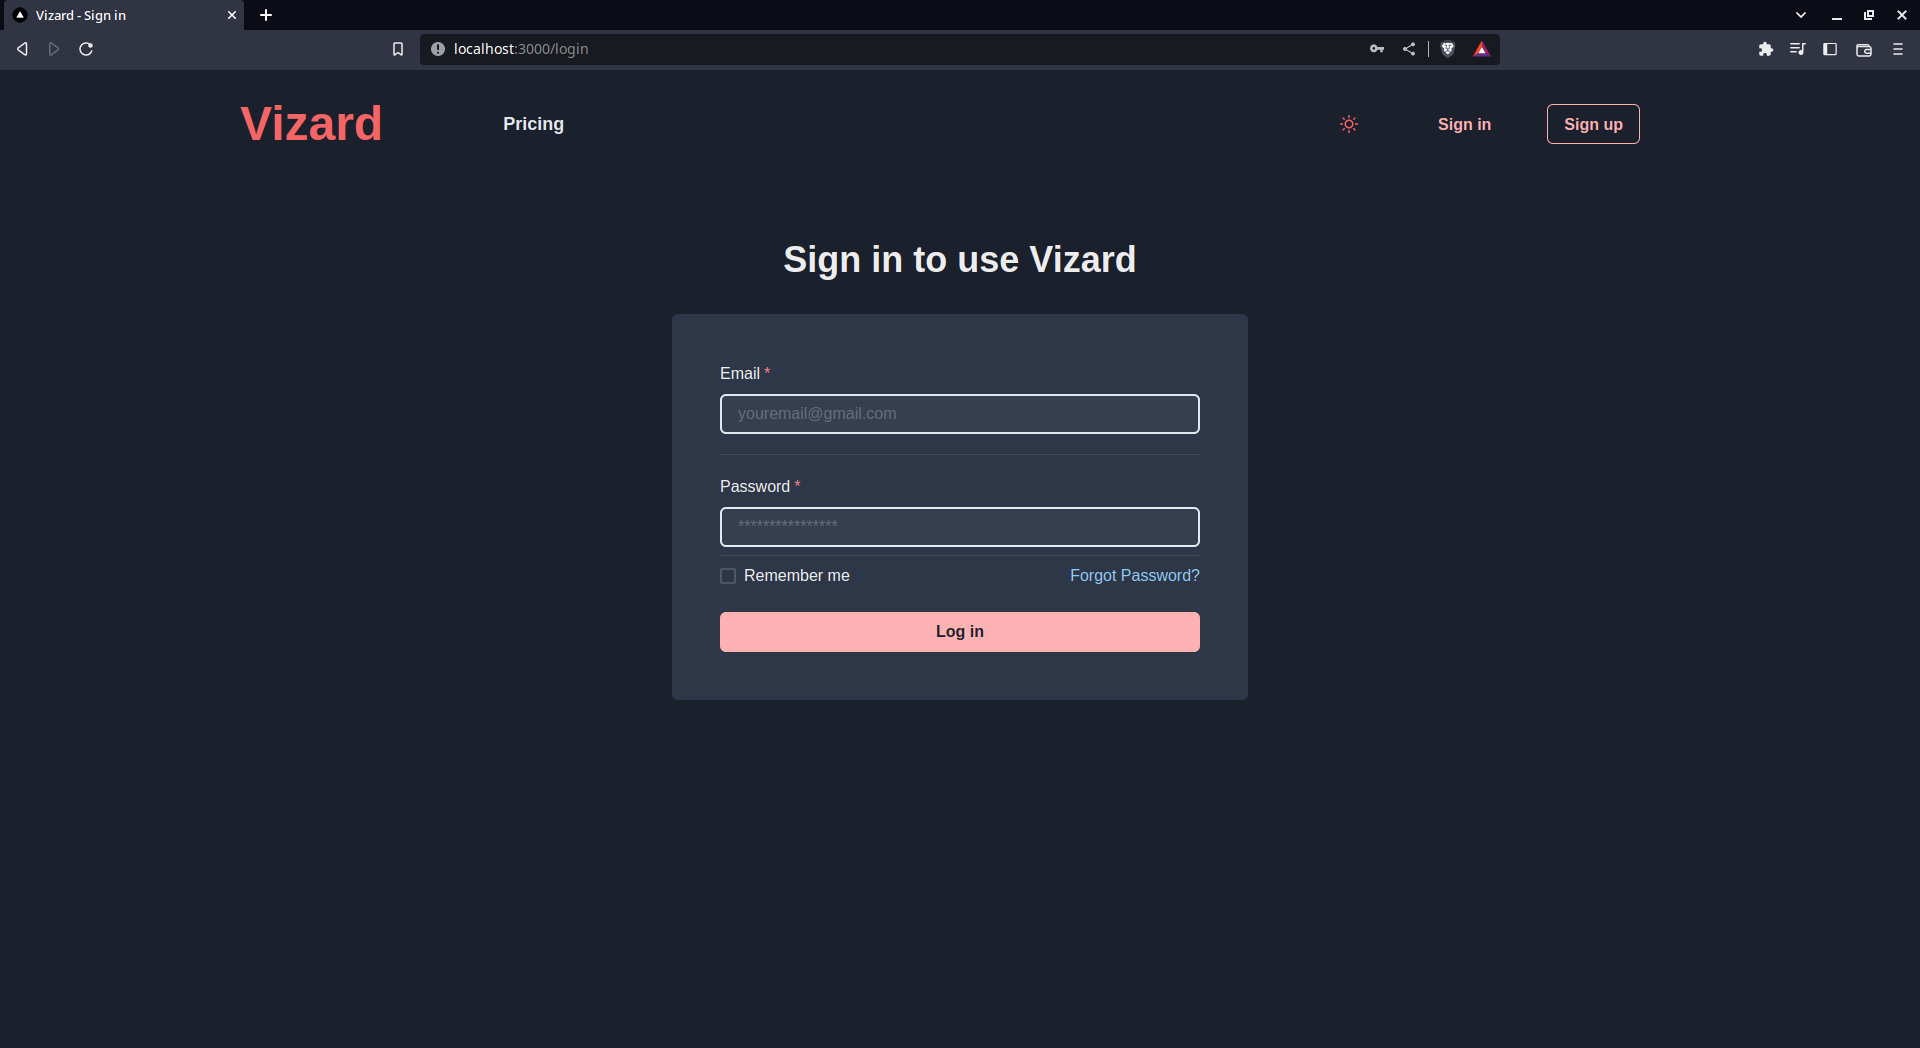 Vizard - Sign in
localhost:3000/login
Vizard
Pricing
Sign in
Sign up
Sign in to use Vizard
Email *
youremail@gmail.com
Password *
****************
Remember me
Forgot Password?
Log in